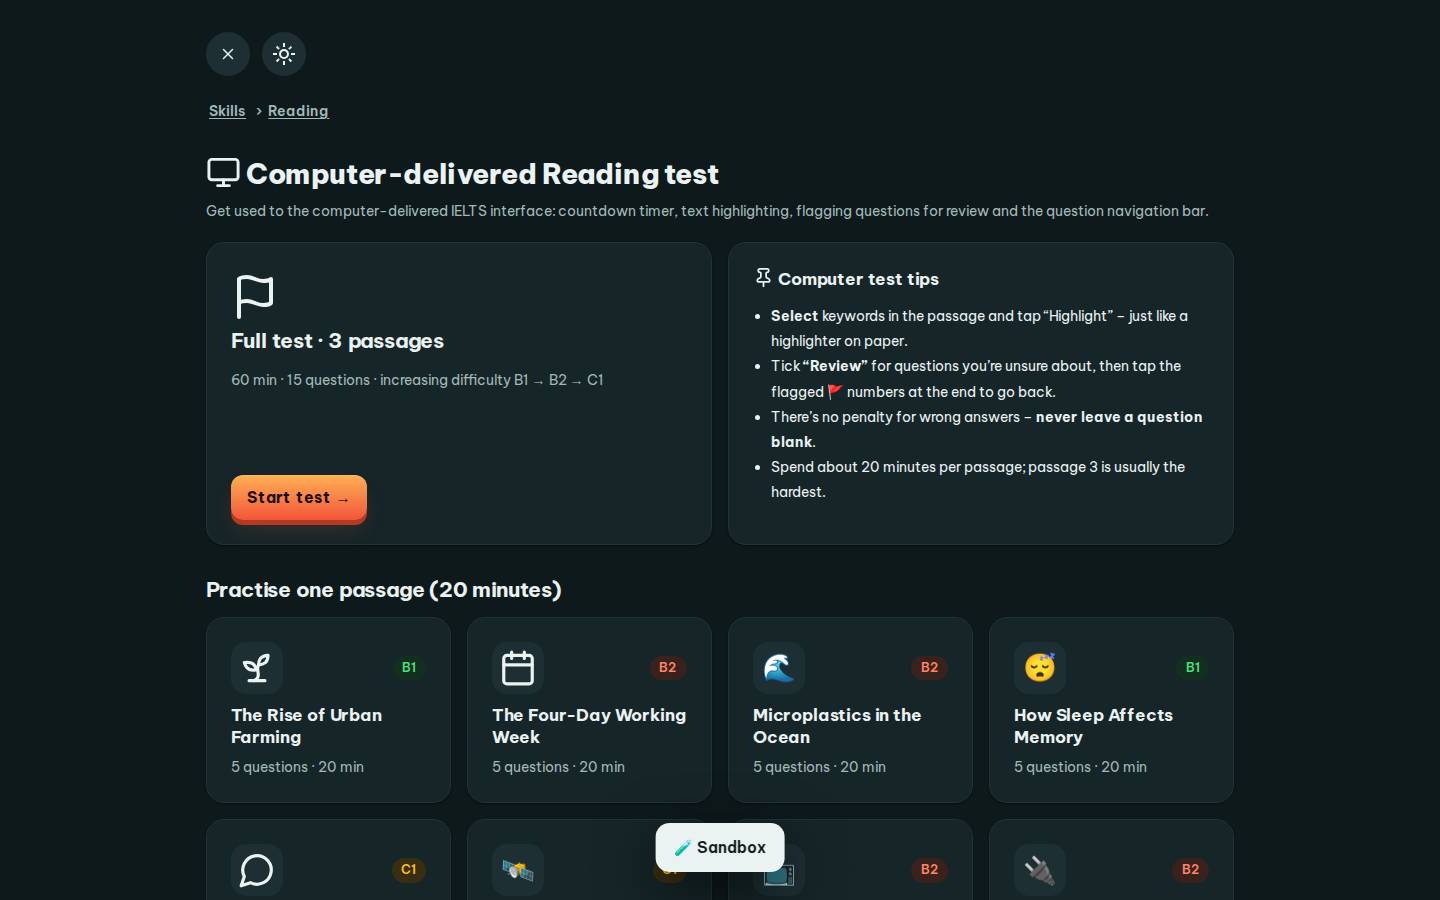 Skills › Reading
Computer-delivered Reading test
Get used to the computer-delivered IELTS interface: countdown timer, text highlighting, flagging questions for review and the question navigation bar.
Full test · 3 passages
60 min · 15 questions · increasing difficulty B1 → B2 → C1
Start test →
Computer test tips
• Select keywords in the passage and tap “Highlight” – just like a
highlighter on paper.
• Tick “Review” for questions you’re unsure about, then tap the
flagged 🚩 numbers at the end to go back.
• There’s no penalty for wrong answers – never leave a question
blank.
• Spend about 20 minutes per passage; passage 3 is usually the
hardest.
Practise one passage (20 minutes)
B1
The Rise of Urban
Farming
5 questions · 20 min
B2
The Four-Day Working
Week
5 questions · 20 min
B2
Microplastics in the
Ocean
5 questions · 20 min
B1
How Sleep Affects
Memory
5 questions · 20 min
C1
B2
B2
🧪 Sandbox